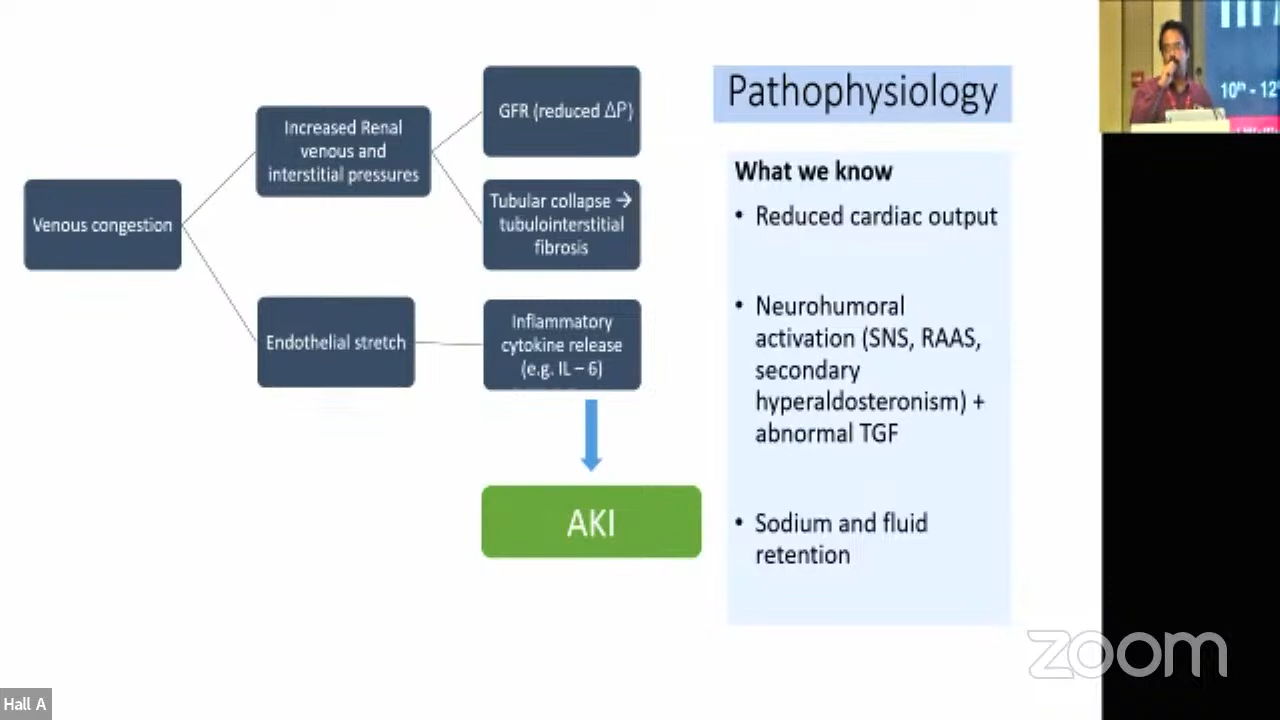 Venous congestion
Increased Renal
venous and
interstitial pressures
Endothelial stretch
GFR (reduced ΔP)
Tubular collapse →
tubulointerstitial
fibrosis
Inflammatory
cytokine release
(e.g. IL – 6)
AKI
Pathophysiology
What we know
• Reduced cardiac output
• Neurohumoral
activation (SNS, RAAS,
secondary
hyperaldosteronism) +
abnormal TGF
• Sodium and fluid
retention
10th - 12
zoom
Hall A